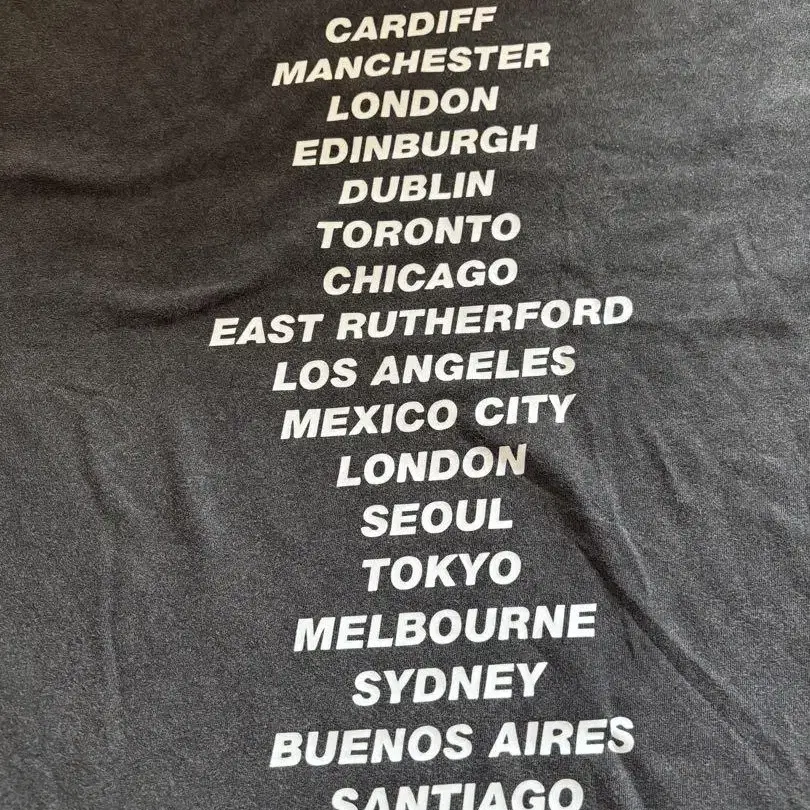 CARDIFF
MANCHESTER
LONDON
EDINBURGH
DUBLIN
TORONTO
CHICAGO
EAST RUTHERFORD
LOS ANGELES
MEXICO CITY
LONDON
SEOUL
TOKYO
MELBOURNE
SYDNEY
BUENOS AIRES
SANTIAGO